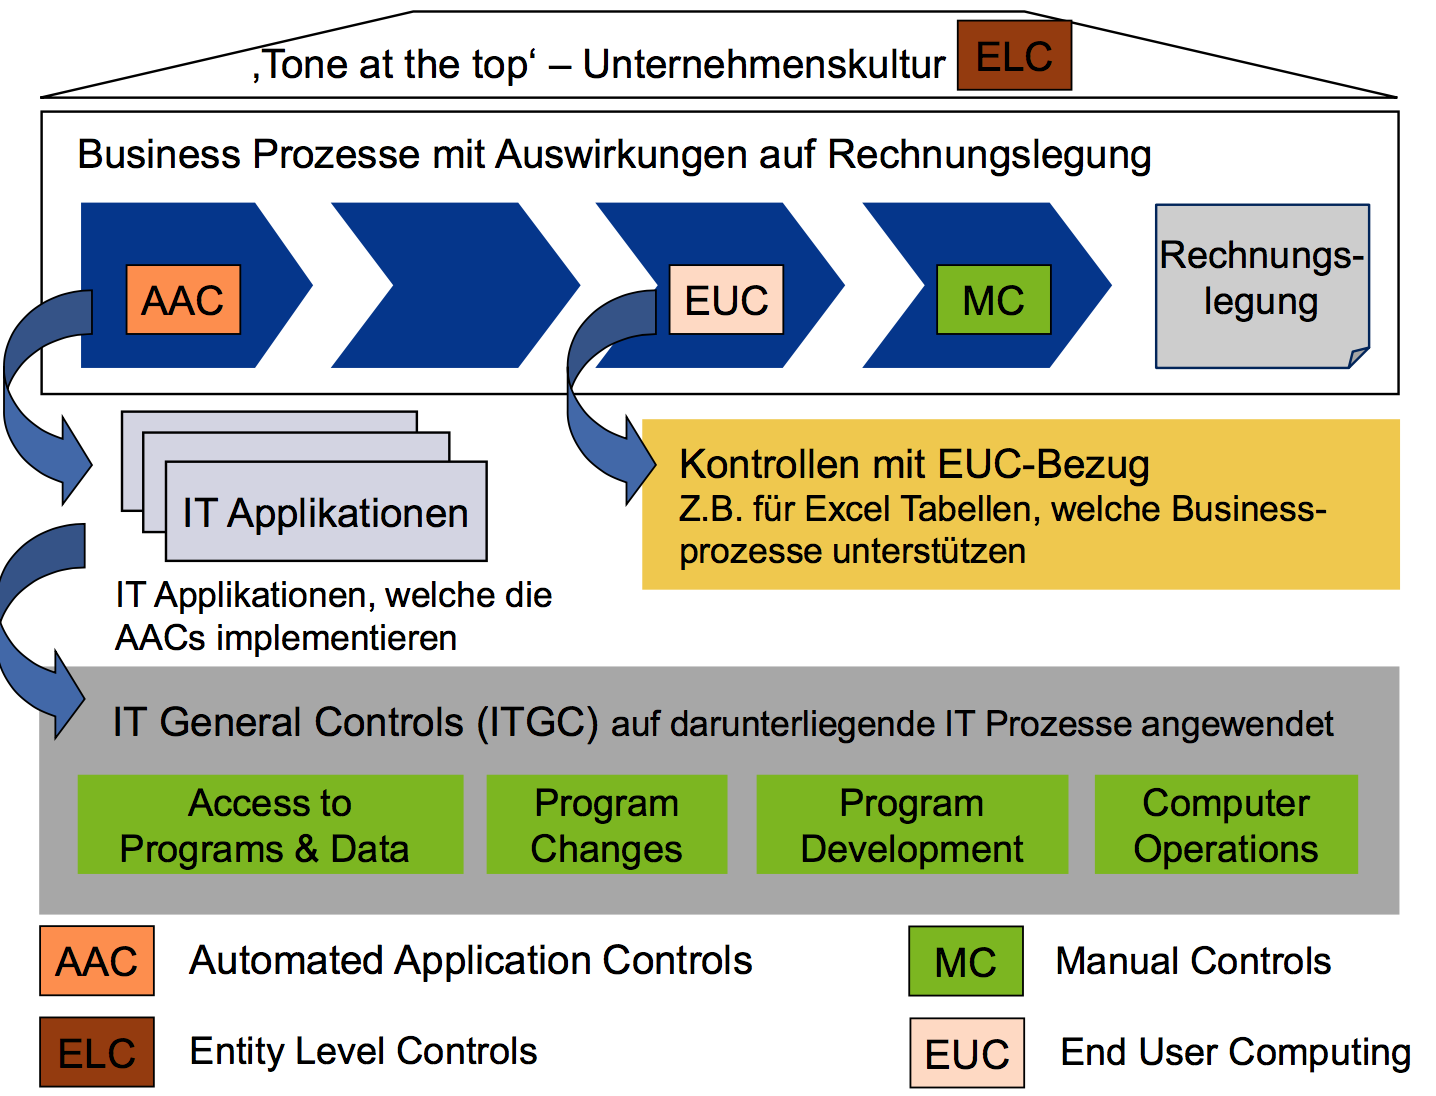 ‚Tone at the top‘ – Unternehmenskultur ELC
Business Prozesse mit Auswirkungen auf Rechnungslegung
AAC
EUC
MC
Rechnungs-
legung
IT Applikationen
IT Applikationen, welche die
AACs implementieren
Kontrollen mit EUC-Bezug
Z.B. für Excel Tabellen, welche Business-
prozesse unterstützen
IT General Controls (ITGC) auf darunterliegende IT Prozesse angewendet
Access to
Programs & Data
Program
Changes
Program
Development
Computer
Operations
AAC Automated Application Controls
MC Manual Controls
ELC Entity Level Controls
EUC End User Computing